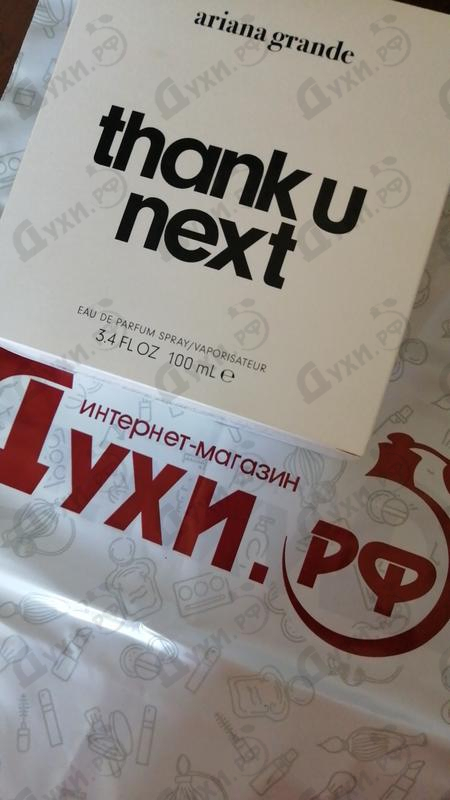 ariana grande
thank u
next
EAU DE PARFUM SPRAY/VAPORISATEUR
3.4 FL OZ 100 mL ℮
интернет-магазин
Духи.РФ